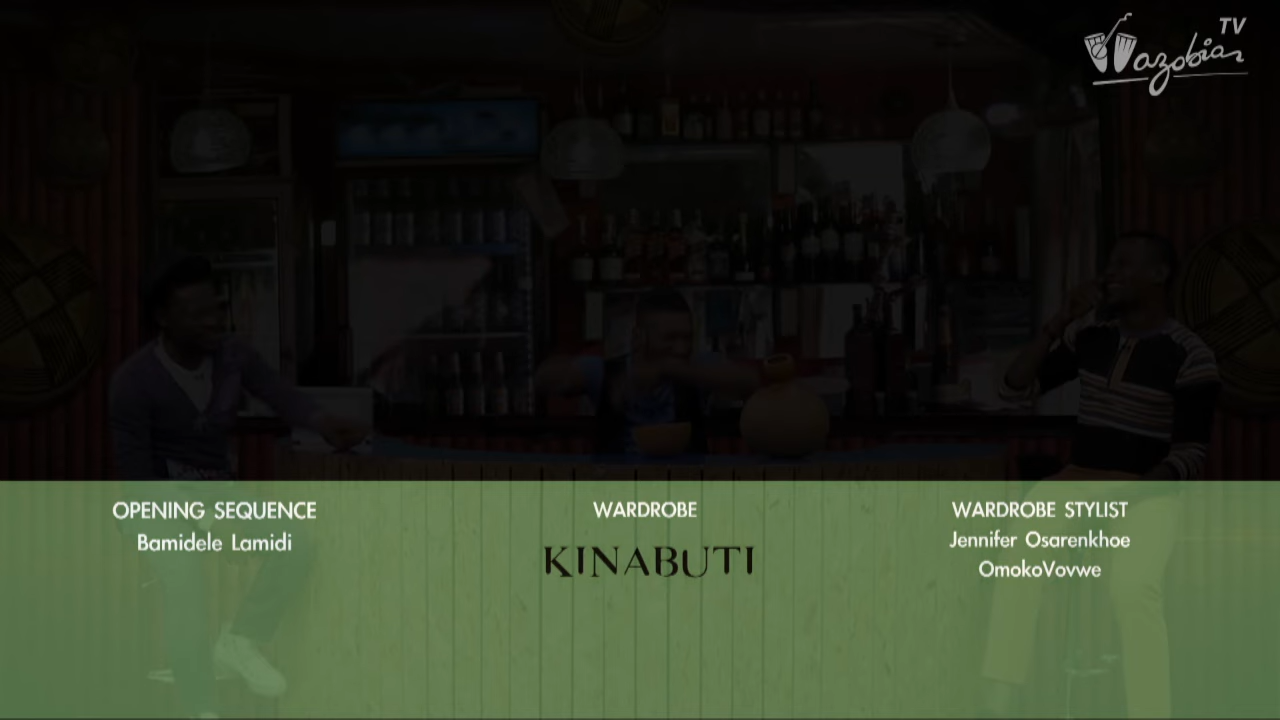 TV
Wazobia
OPENING SEQUENCE
Bamidele Lamidi
WARDROBE
KINABUTI
WARDROBE STYLIST
Jennifer Osarenkhoe
OmokoVovwe